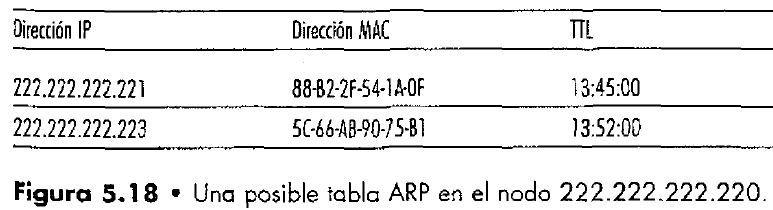 Dirección IP Dirección MAC TTL
222.222.222.221 88-B2-2F-54-1A-0F 13:45:00
222.222.222.223 5C-66-AB-90-75-B1 13:52:00
Figura 5.18 • Una posible tabla ARP en el nodo 222.222.222.220.